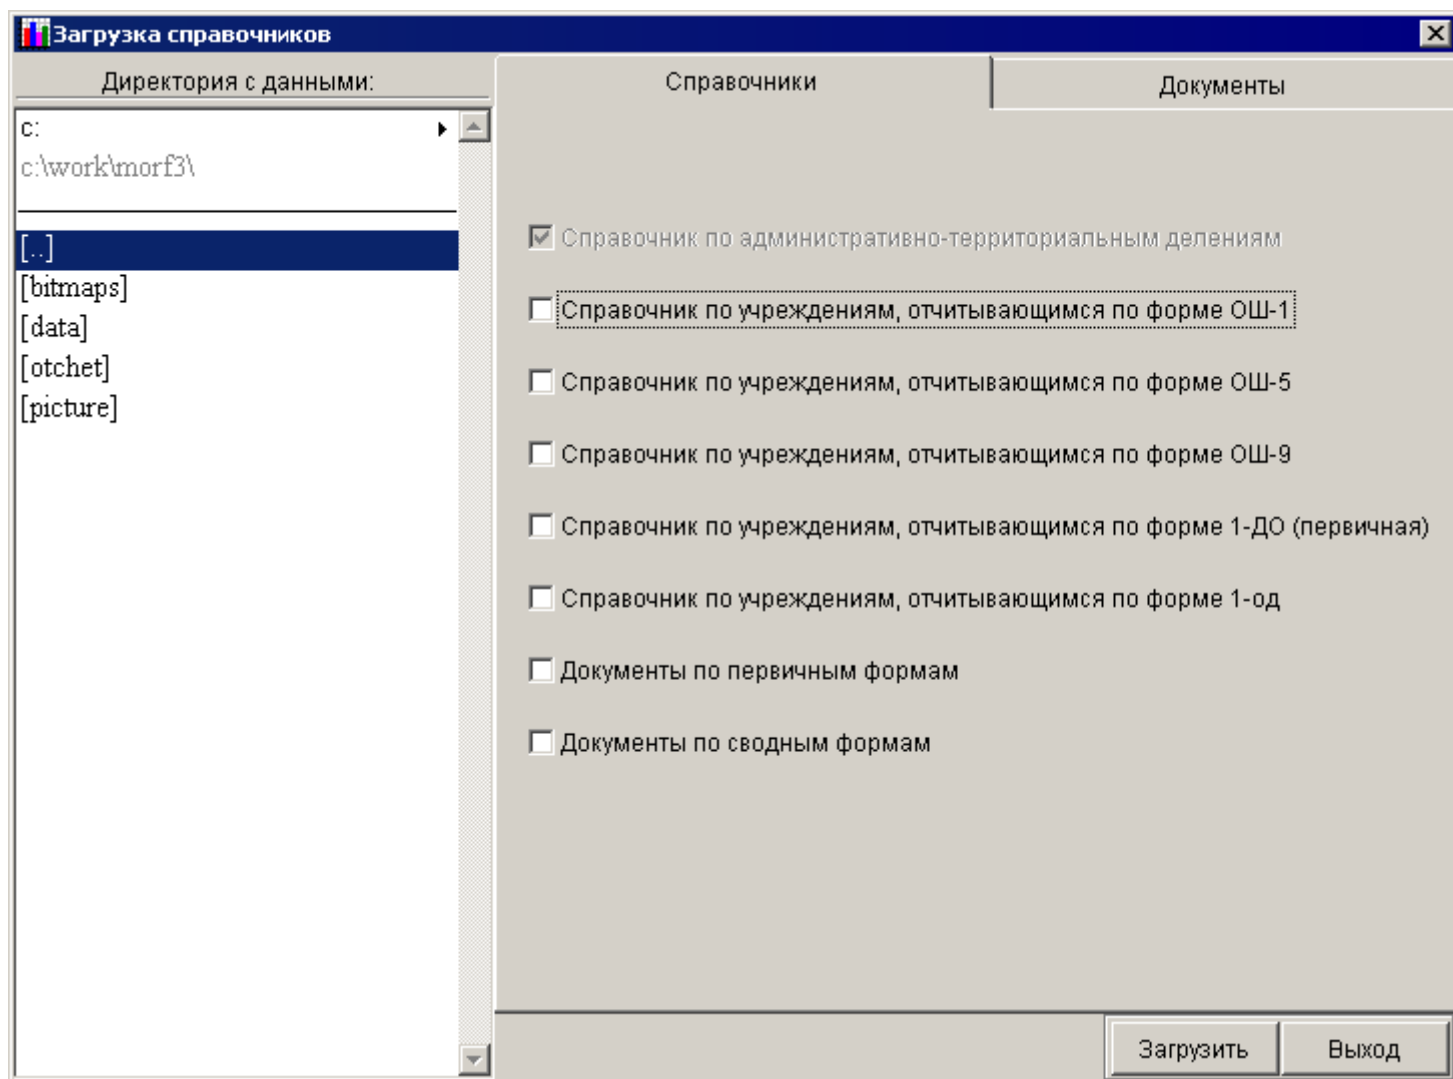 Загрузка справочников
Директория с данными:
c:
c:\work\morf3\
[..]
[bitmaps]
[data]
[otchet]
[picture]
Справочники
Документы
Справочник по административно-территориальным делениям
Справочник по учреждениям, отчитывающимся по форме ОШ-1
Справочник по учреждениям, отчитывающимся по форме ОШ-5
Справочник по учреждениям, отчитывающимся по форме ОШ-9
Справочник по учреждениям, отчитывающимся по форме 1-ДО (первичная)
Справочник по учреждениям, отчитывающимся по форме 1-од
Документы по первичным формам
Документы по сводным формам
Загрузить
Выход